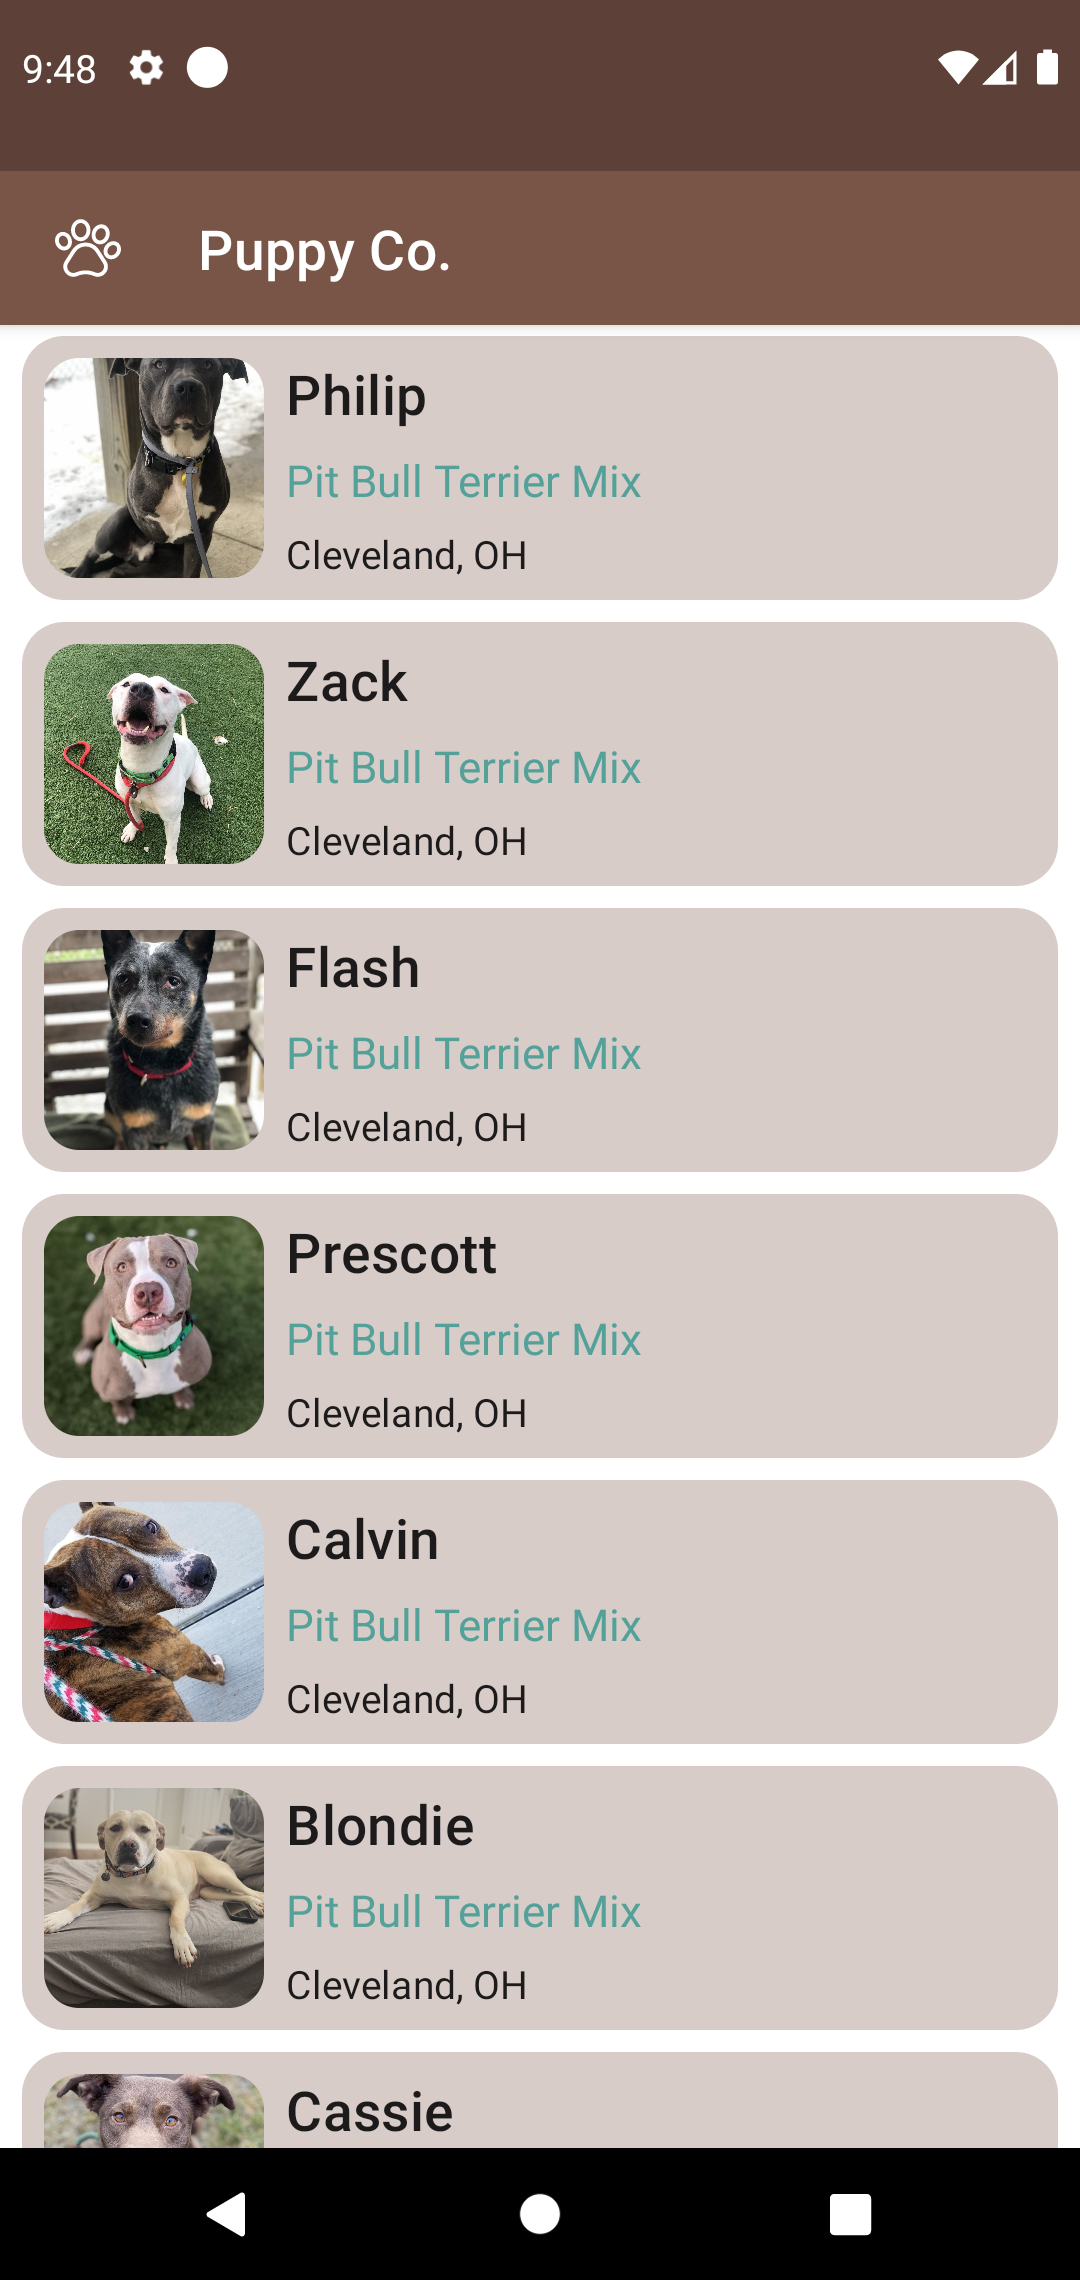 9:48
Puppy Co.
Philip
Pit Bull Terrier Mix
Cleveland, OH
Zack
Pit Bull Terrier Mix
Cleveland, OH
Flash
Pit Bull Terrier Mix
Cleveland, OH
Prescott
Pit Bull Terrier Mix
Cleveland, OH
Calvin
Pit Bull Terrier Mix
Cleveland, OH
Blondie
Pit Bull Terrier Mix
Cleveland, OH
Cassie